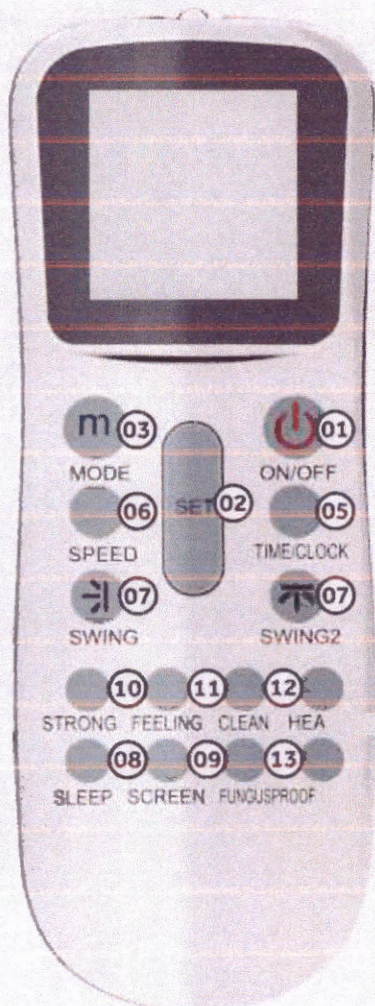 m 03 01
MODE ON/OFF
06 SET 02 05
SPEED TIME/CLOCK
07 07
SWING SWING2
10 11 12
STRONG FEELING CLEAN HEA
08 09 13
SLEEP SCREEN FUNGUSPROOF